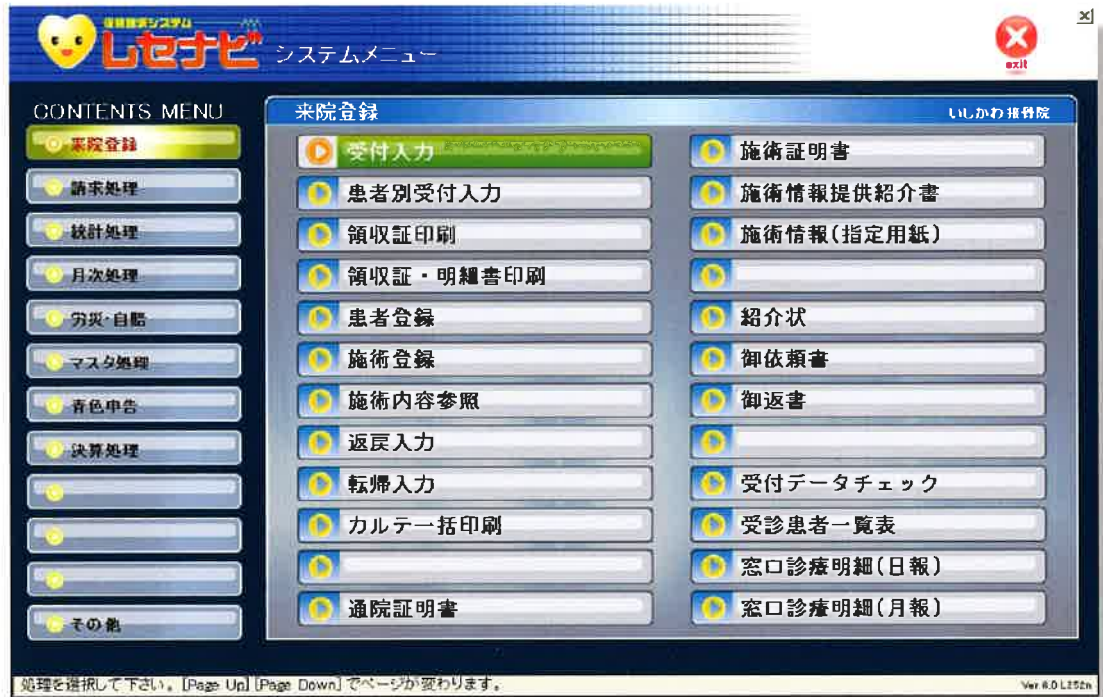 しセナビ システムメニュー
exit
CONTENTS MENU
来院登録
請求処理
統計処理
月次処理
労災・自賠
マスタ処理
青色申告
決算処理
その他
来院登録
いしかわ接骨院
受付入力
患者別受付入力
領収証印刷
領収証・明細書印刷
患者登録
施術登録
施術内容参照
返戻入力
転帰入力
カルテ一括印刷
通院証明書
施術証明書
施術情報提供紹介書
施術情報(指定用紙)
紹介状
御依頼書
御返書
受付データチェック
受診患者一覧表
窓口診療明細(日報)
窓口診療明細(月報)
処理を選択して下さい。[Page Up] [Page Down] でページが変わります。